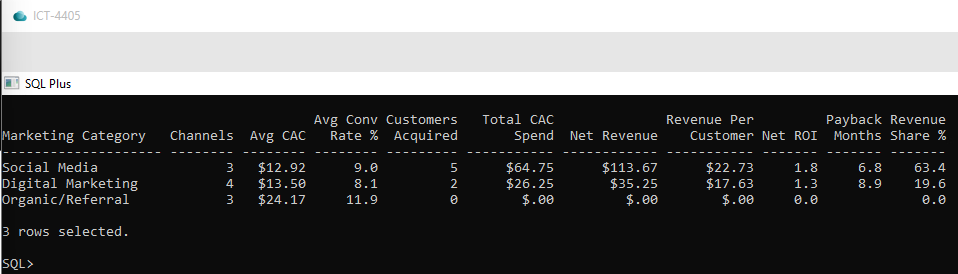 ICT-4405
SQL Plus
Avg Conv Customers Total CAC Revenue Per Payback Revenue
Marketing Category Channels Avg CAC Rate % Acquired Spend Net Revenue Customer Net ROI Months Share %
-------------------- -------- -------- -------- --------- ----------- ----------- ----------- ------- ------- -------
Social Media 3 $12.92 9.0 5 $64.75 $113.67 $22.73 1.8 6.8 63.4
Digital Marketing 4 $13.50 8.1 2 $26.25 $35.25 $17.63 1.3 8.9 19.6
Organic/Referral 3 $24.17 11.9 0 $.00 $.00 $.00 0.0 0.0
3 rows selected.
SQL>